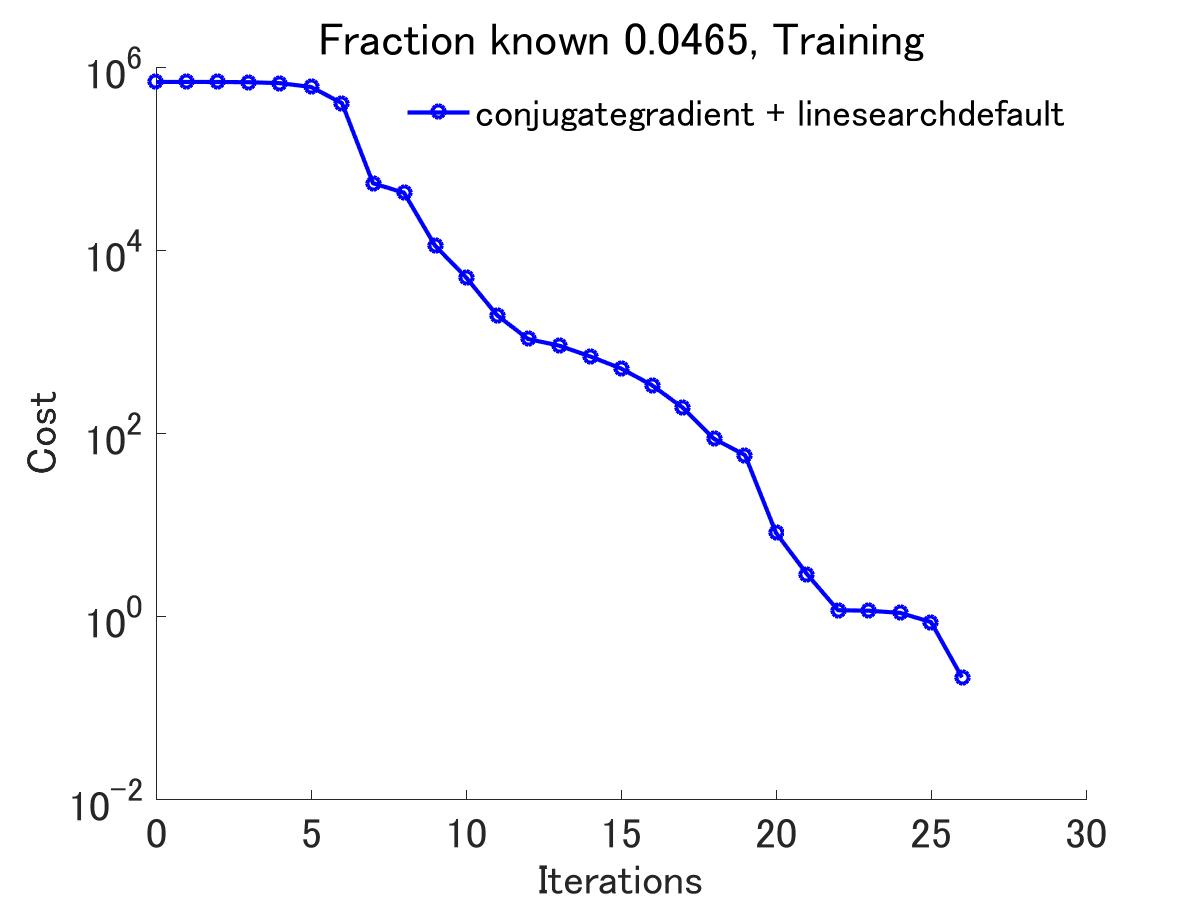 Fraction known 0.0465, Training
conjugategradient + linesearchdefault
10^6
10^4
10^2
10^0
10^-2
Cost
0 5 10 15 20 25 30
Iterations